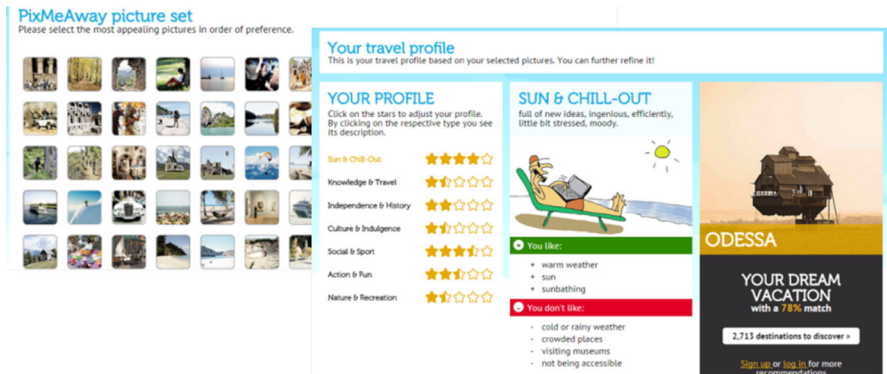 PixMeAway picture set
Please select the most appealing pictures in order of preference.
Your travel profile
This is your travel profile based on your selected pictures. You can further refine it!
YOUR PROFILE
Click on the stars to adjust your profile.
By clicking on the respective type you see
its description.
Sun & Chill-Out
Knowledge & Travel
Independence & History
Culture & Indulgence
Social & Sport
Action & Fun
Nature & Recreation
SUN & CHILL-OUT
full of new ideas, ingenious, efficiently,
little bit stressed, moody.
+ You like:
+ warm weather
+ sun
+ sunbathing
- You don't like:
- cold or rainy weather
- crowded places
- visiting museums
- not being accessible
ODESSA
YOUR DREAM
VACATION
with a 78% match
2,713 destinations to discover »
Sign up or log in for more
recommendations